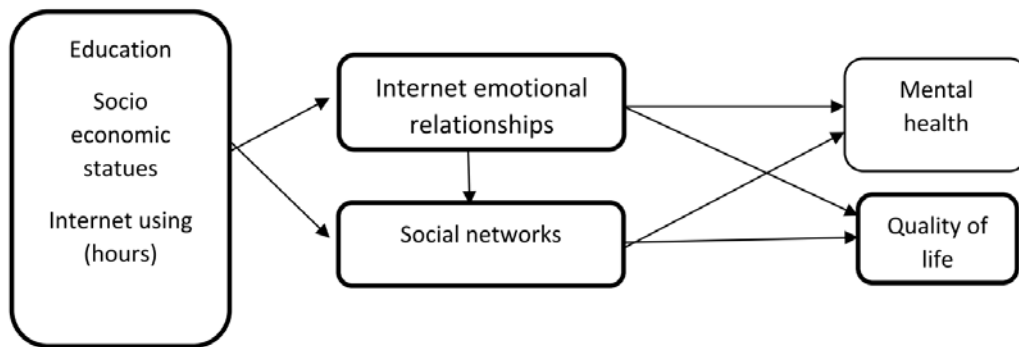 Education
Socio
economic
statues
Internet using
(hours)
Internet emotional
relationships
Social networks
Mental
health
Quality of
life